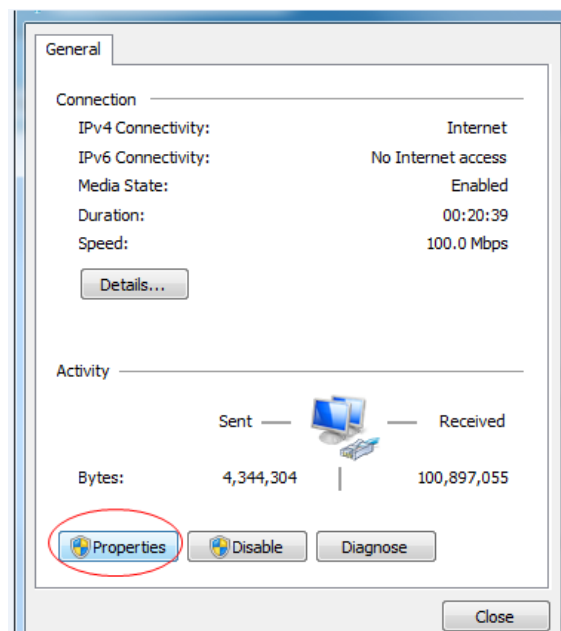 General
Connection
IPv4 Connectivity: Internet
IPv6 Connectivity: No Internet access
Media State: Enabled
Duration: 00:20:39
Speed: 100.0 Mbps
Details...
Activity
Sent Received
Bytes: 4,344,304 100,897,055
Properties Disable Diagnose
Close